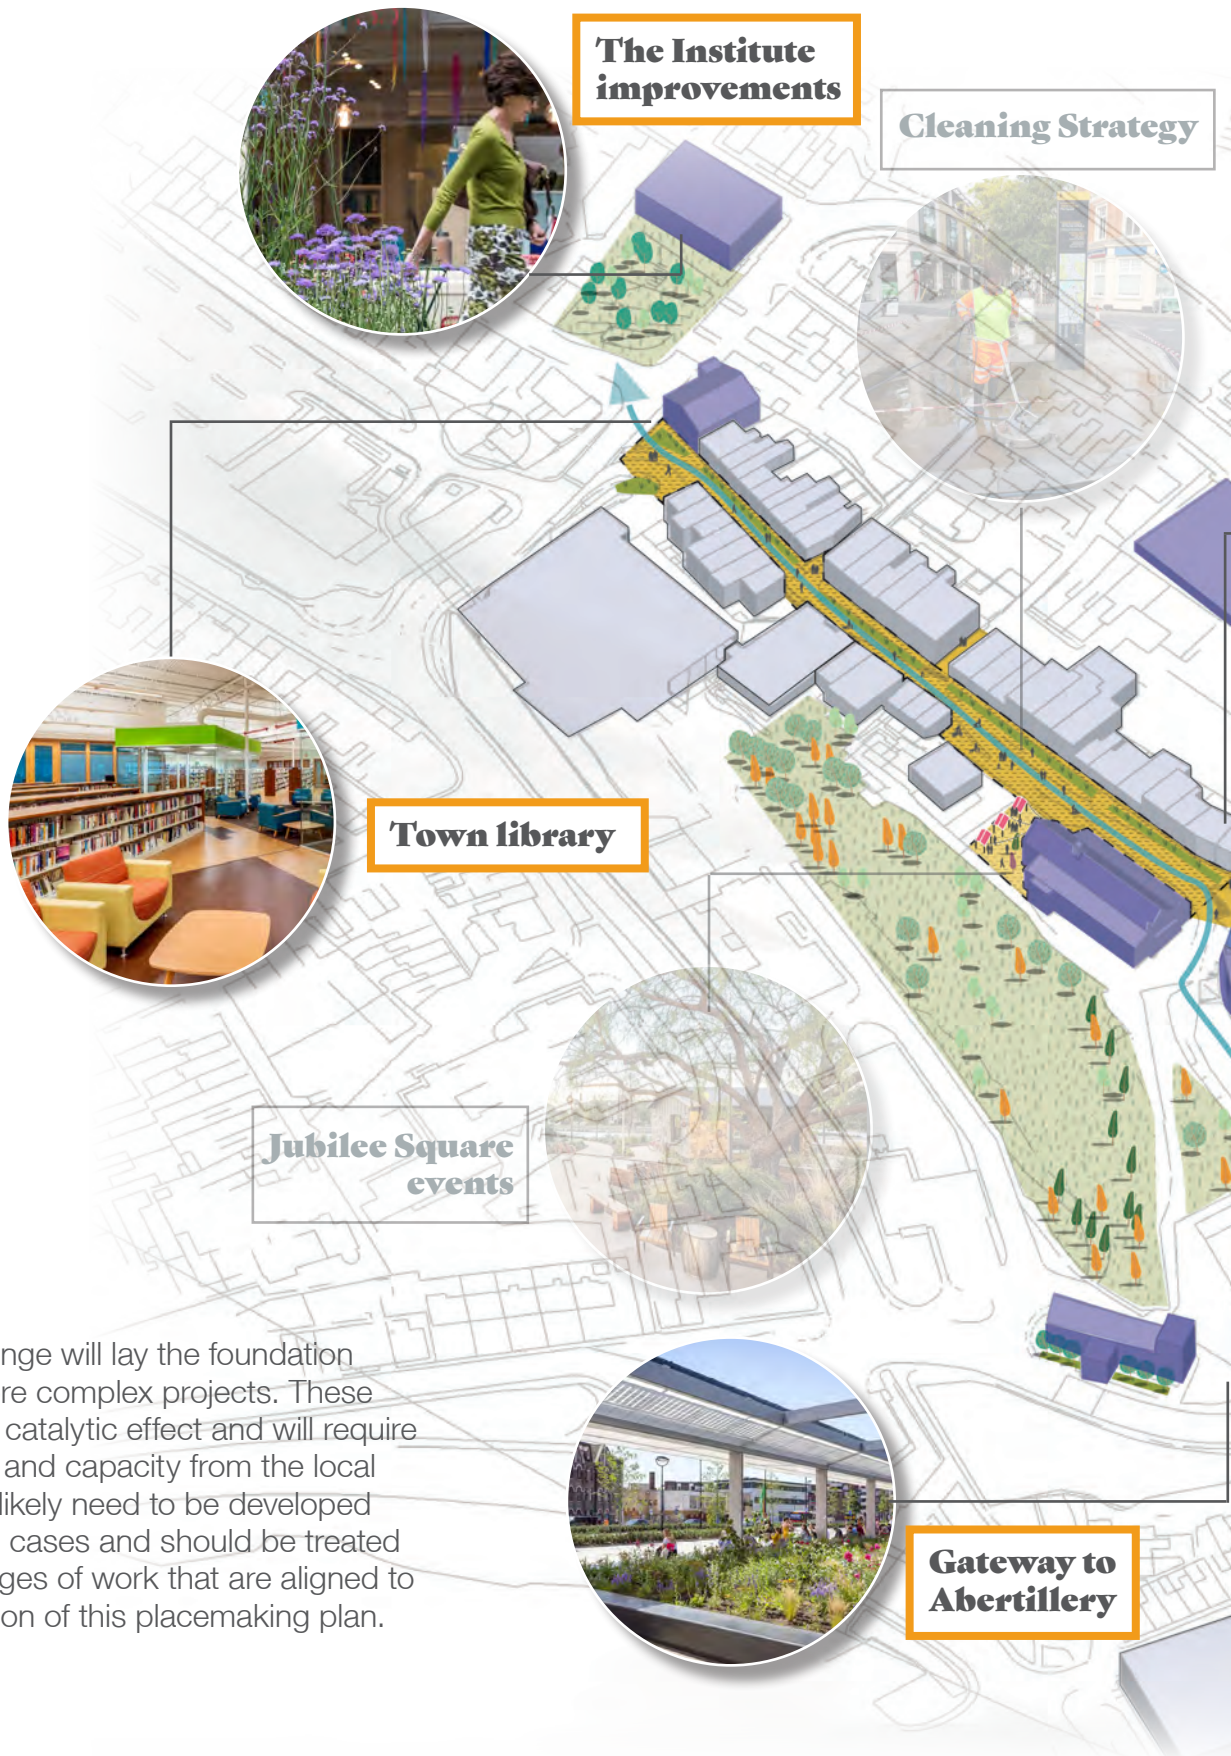 The Institute
improvements
Cleaning Strategy
Town library
Jubilee Square
events
nge will lay the foundation
re complex projects. These
catalytic effect and will require
and capacity from the local
likely need to be developed
cases and should be treated
ges of work that are aligned to
on of this placemaking plan.
Gateway to
Abertillery